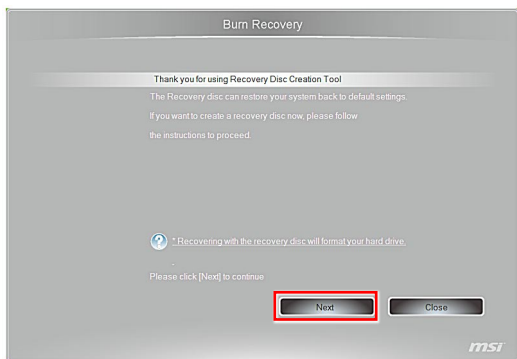 Burn Recovery
Thank you for using Recovery Disc Creation Tool
The Recovery disc can restore your system back to default settings.
If you want to create a recovery disc now, please follow
the instructions to proceed.
* Recovering with the recovery disc will format your hard drive.
.
Please click [Next] to continue
Next
Close
msi